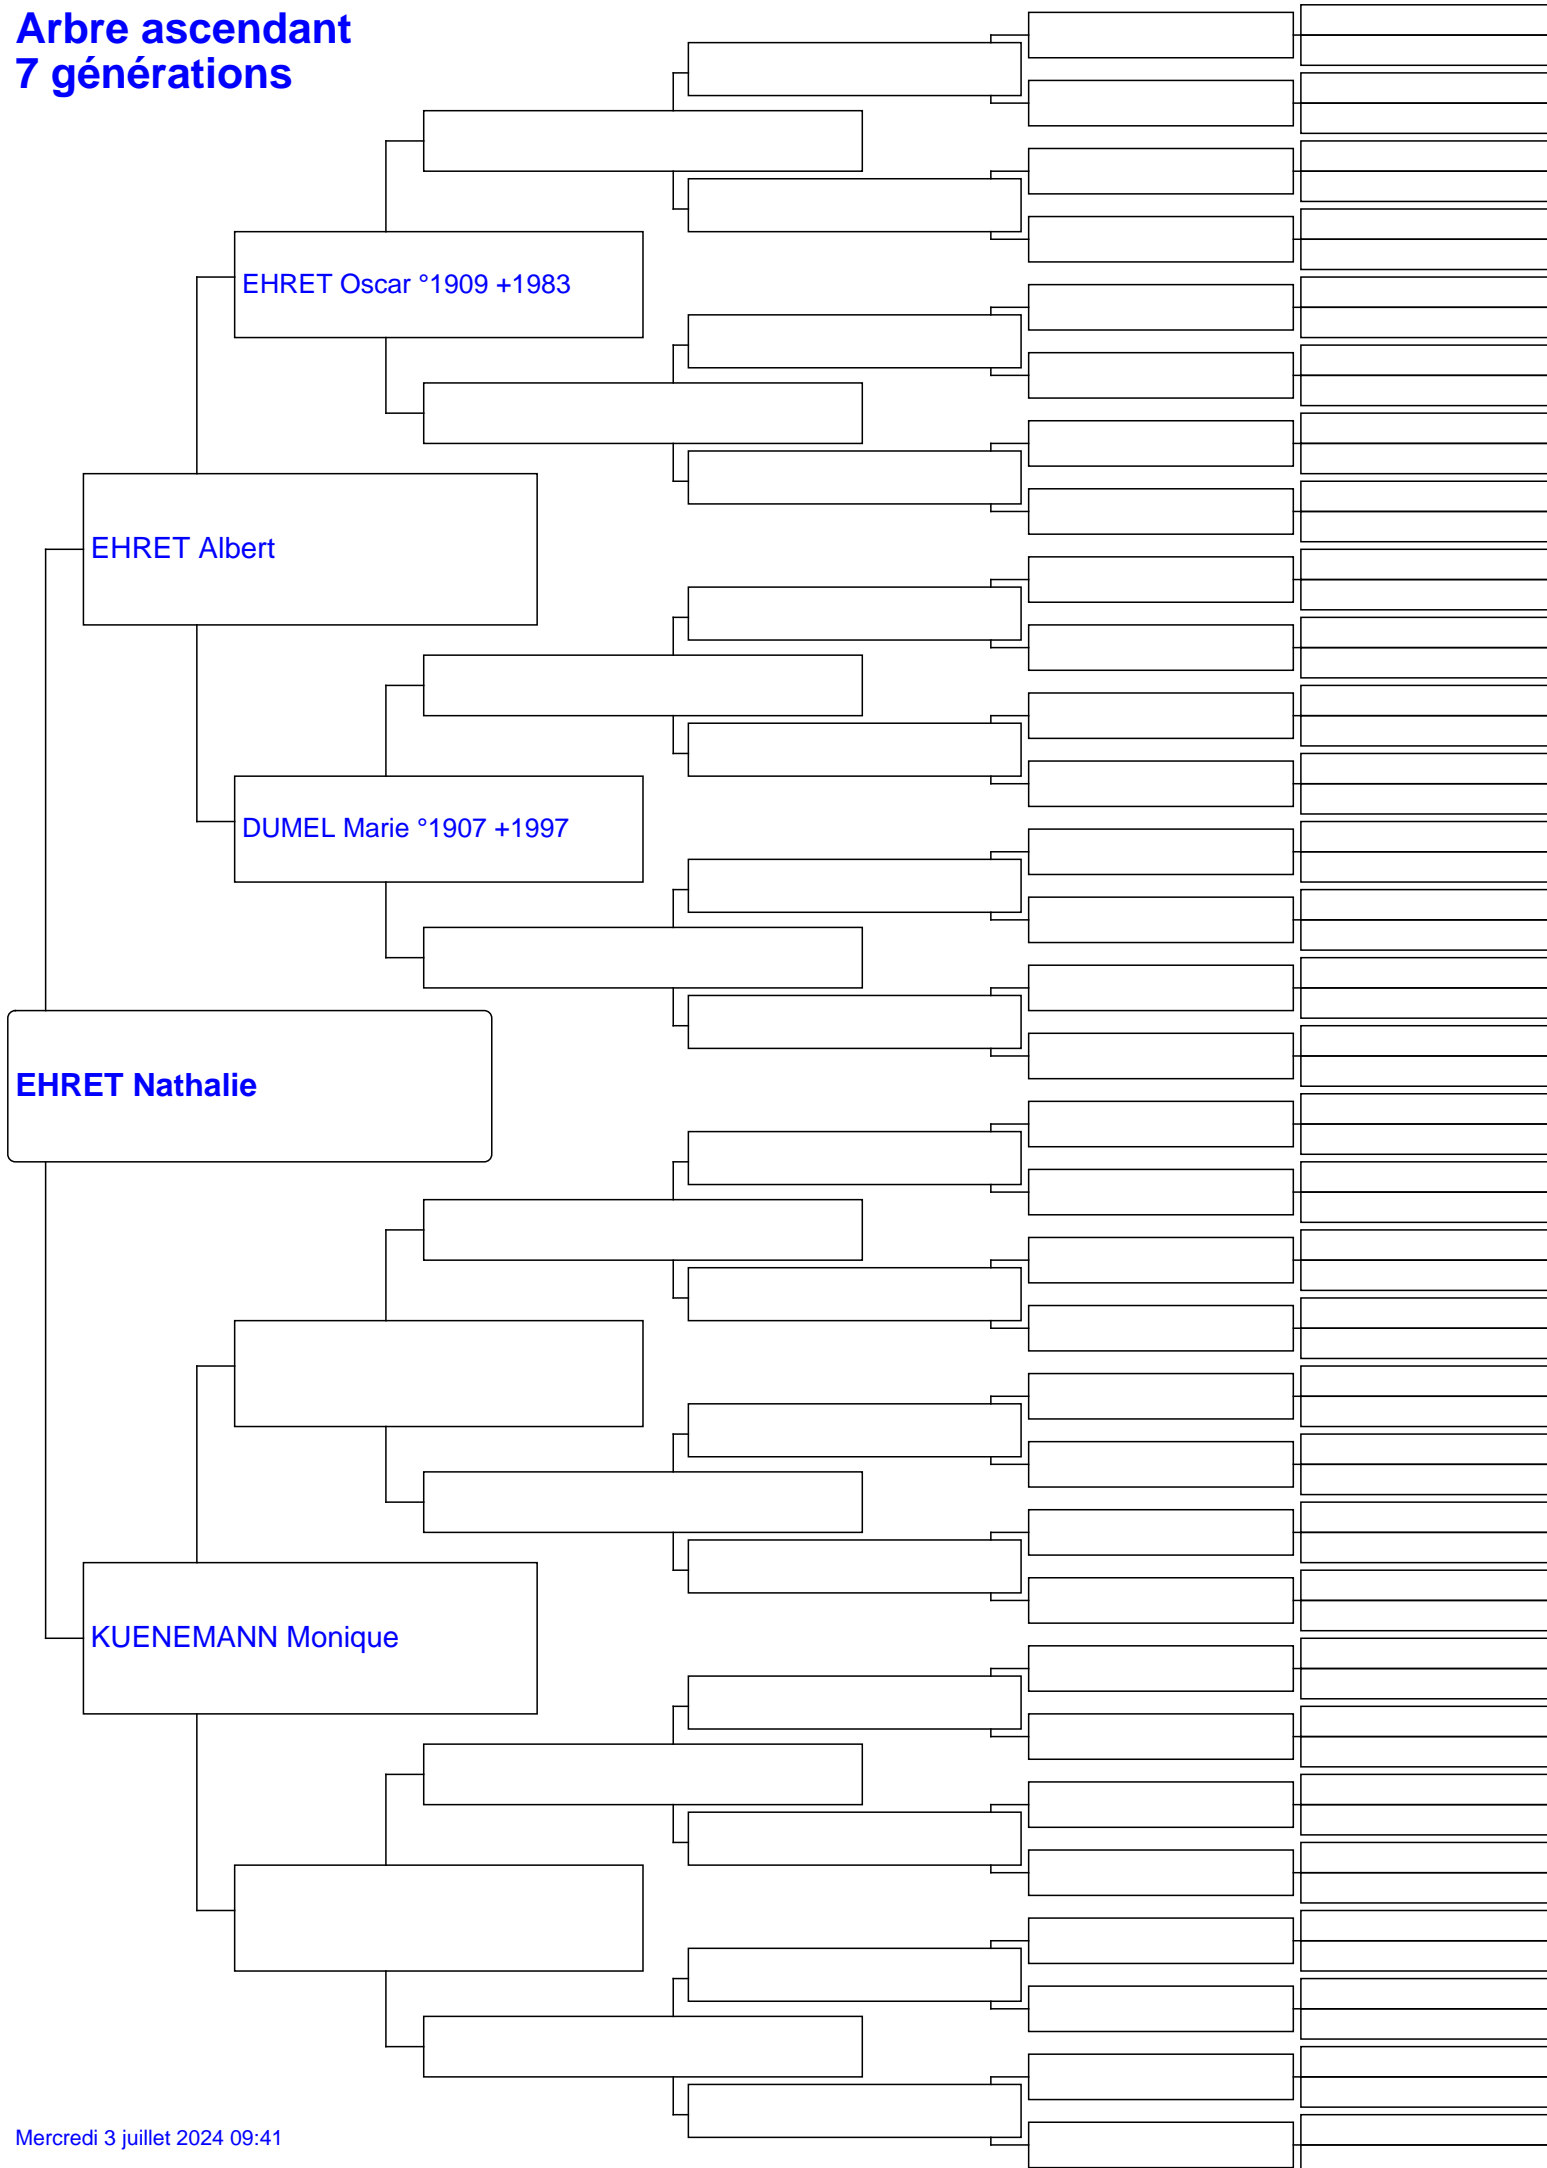 Arbre ascendant
7 générations
EHRET Oscar °1909 +1983
EHRET Albert
DUMEL Marie °1907 +1997
EHRET Nathalie
KUENEMANN Monique
Mercredi 3 juillet 2024 09:41